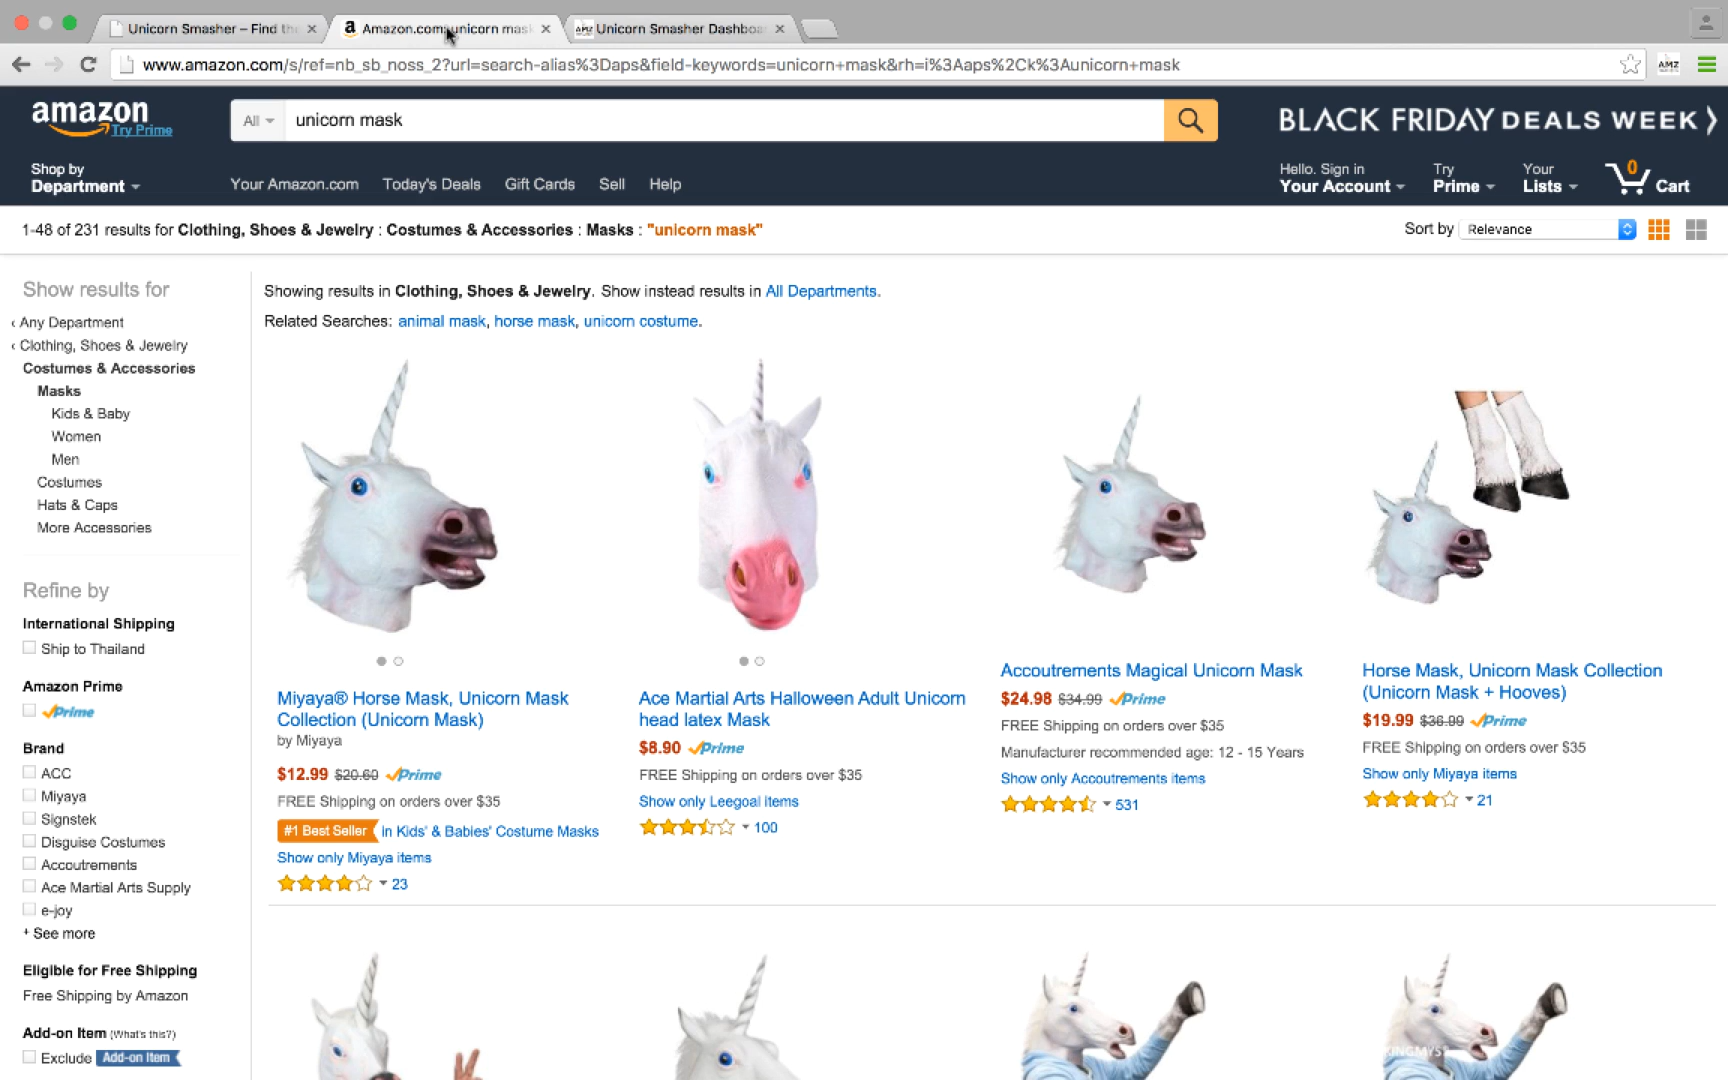 Unicorn Smasher – Find th
Amazon.com: unicorn mas
AMZ
Unicorn Smasher Dashboa
www.amazon.com/s/ref=nb_sb_noss_2?url=search-alias%3Daps&field-keywords=unicorn+mask&rh=i%3Aaps%2Ck%3Aunicorn+mask
AMZ
amazon
Try Prime
All
unicorn mask
BLACK FRIDAY DEALS WEEK
Shop by
Department
Your Amazon.com
Today's Deals
Gift Cards
Sell
Help
Hello. Sign in
Your Account
Try
Prime
Your
Lists
0
Cart
1-48 of 231 results for Clothing, Shoes & Jewelry : Costumes & Accessories : Masks : "unicorn mask"
Sort by
Relevance
Show results for
‹ Any Department
‹ Clothing, Shoes & Jewelry
Costumes & Accessories
Masks
Kids & Baby
Women
Men
Costumes
Hats & Caps
More Accessories
Refine by
International Shipping
Ship to Thailand
Amazon Prime
Prime
Brand
ACC
Miyaya
Signstek
Disguise Costumes
Accoutrements
Ace Martial Arts Supply
e-joy
+ See more
Eligible for Free Shipping
Free Shipping by Amazon
Add-on Item (What's this?)
Exclude Add-on Item
Showing results in Clothing, Shoes & Jewelry. Show instead results in All Departments.
Related Searches: animal mask, horse mask, unicorn costume.
Miyaya® Horse Mask, Unicorn Mask
Collection (Unicorn Mask)
by Miyaya
$12.99 $20.60 Prime
FREE Shipping on orders over $35
#1 Best Seller in Kids' & Babies' Costume Masks
Show only Miyaya items
23
Ace Martial Arts Halloween Adult Unicorn
head latex Mask
$8.90 Prime
FREE Shipping on orders over $35
Show only Leegoal items
100
Accoutrements Magical Unicorn Mask
$24.98 $34.99 Prime
FREE Shipping on orders over $35
Manufacturer recommended age: 12 - 15 Years
Show only Accoutrements items
531
Horse Mask, Unicorn Mask Collection
(Unicorn Mask + Hooves)
$19.99 $36.99 Prime
FREE Shipping on orders over $35
Show only Miyaya items
21